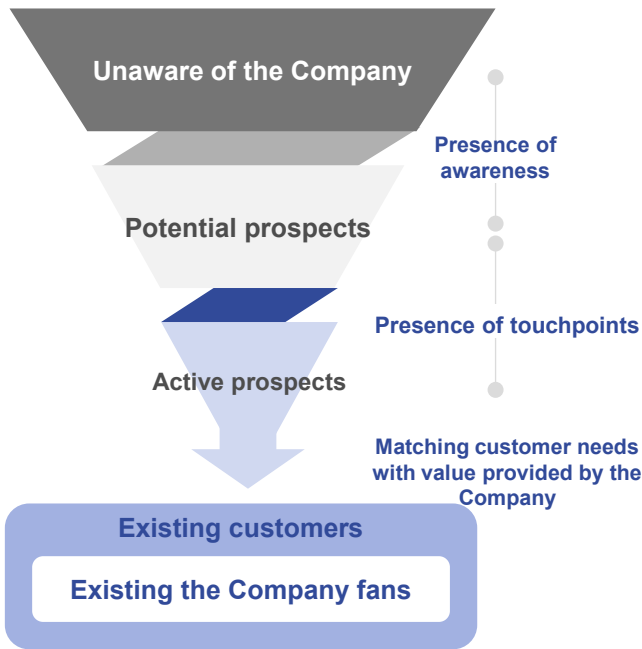 Unaware of the Company
Presence of
awareness
Potential prospects
Presence of touchpoints
Active prospects
Matching customer needs
with value provided by the
Company
Existing customers
Existing the Company fans